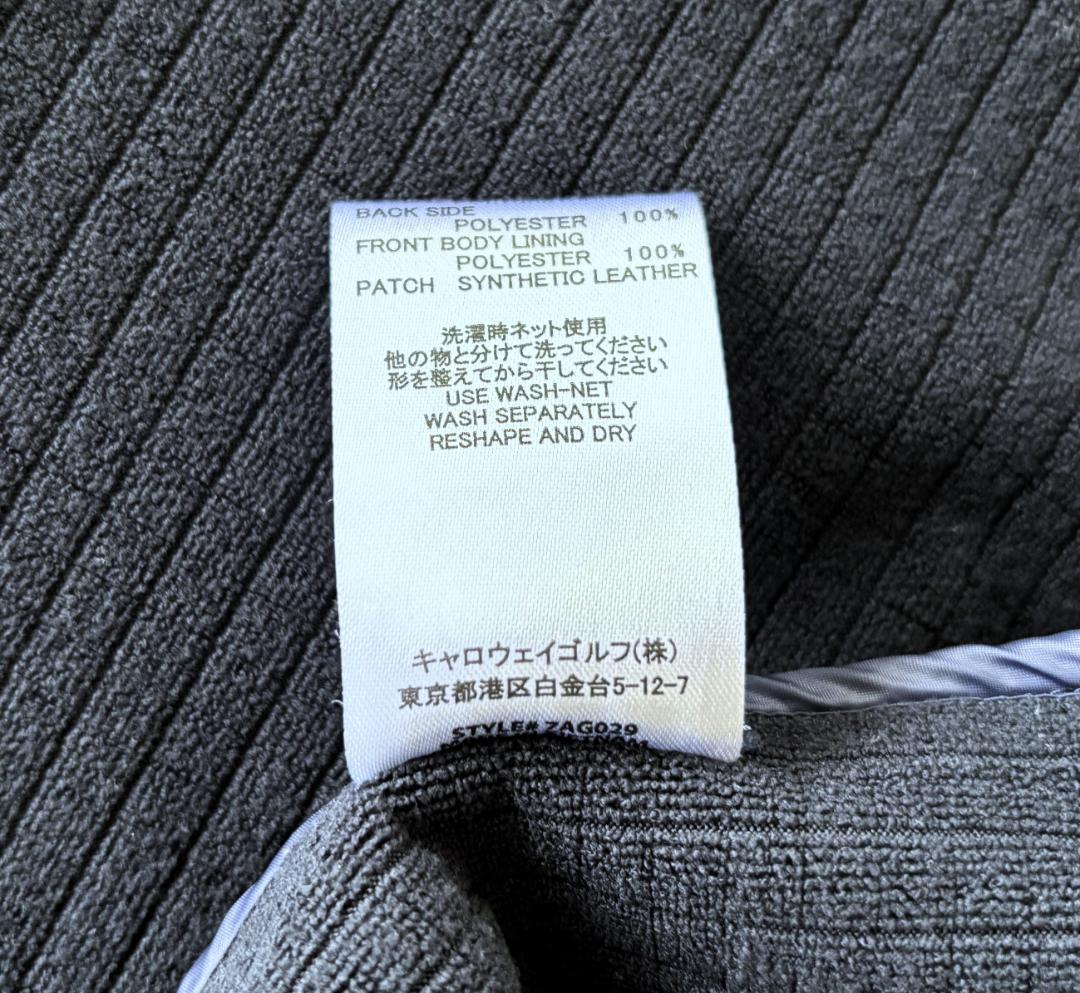 BACK SIDE
POLYESTER 100%
FRONT BODY LINING
POLYESTER 100%
PATCH SYNTHETIC LEATHER
洗濯時ネット使用
他の物と分けて洗ってください
形を整えてから干してください
USE WASH-NET
WASH SEPARATELY
RESHAPE AND DRY
キャロウェイゴルフ(株)
東京都港区白金台5-12-7
STYLE# ZAG029